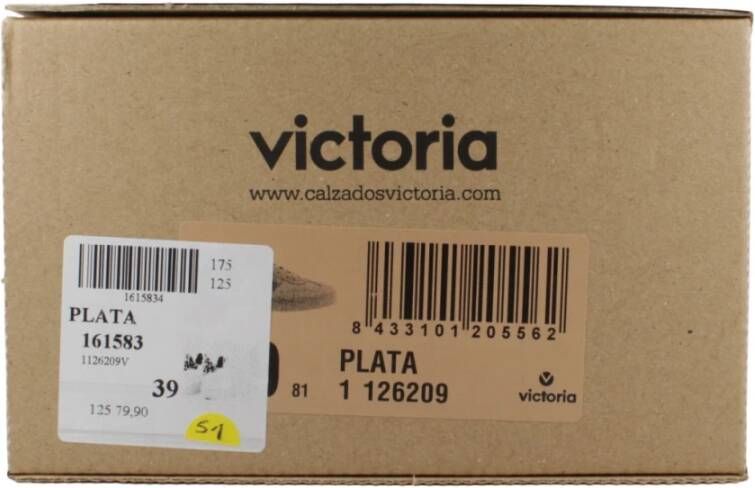 victoria
www.calzadosvictoria.com
175
125
1615834
PLATA
161583
1126209V
39
125 79,90
51
8 433101 205562
81
PLATA
1 126209
victoria